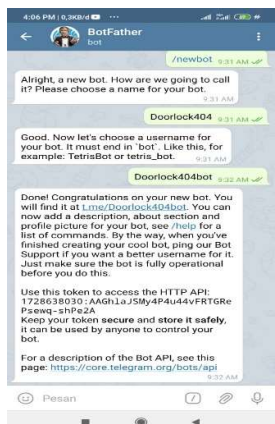 4:06 PM | 0,3KB/d
BotFather
bot
/newbot 9:31 AM
Alright, a new bot. How are we going to call
it? Please choose a name for your bot.
9:31 AM
Doorlock404 9:31 AM
Good. Now let's choose a username for
your bot. It must end in `bot`. Like this, for
example: TetrisBot or tetris_bot.
9:31 AM
Doorlock404bot 9:32 AM
Done! Congratulations on your new bot. You
will find it at t.me/Doorlock404bot. You can
now add a description, about section and
profile picture for your bot, see /help for a
list of commands. By the way, when you've
finished creating your cool bot, ping our Bot
Support if you want a better username for it.
Just make sure the bot is fully operational
before you do this.
Use this token to access the HTTP API:
1728638030:AAGhlaJSMy4P4u44vFRTGRe
Psewq-shPe2A
Keep your token secure and store it safely,
it can be used by anyone to control your
bot.
For a description of the Bot API, see this
page: https://core.telegram.org/bots/api
9:32 AM
Pesan